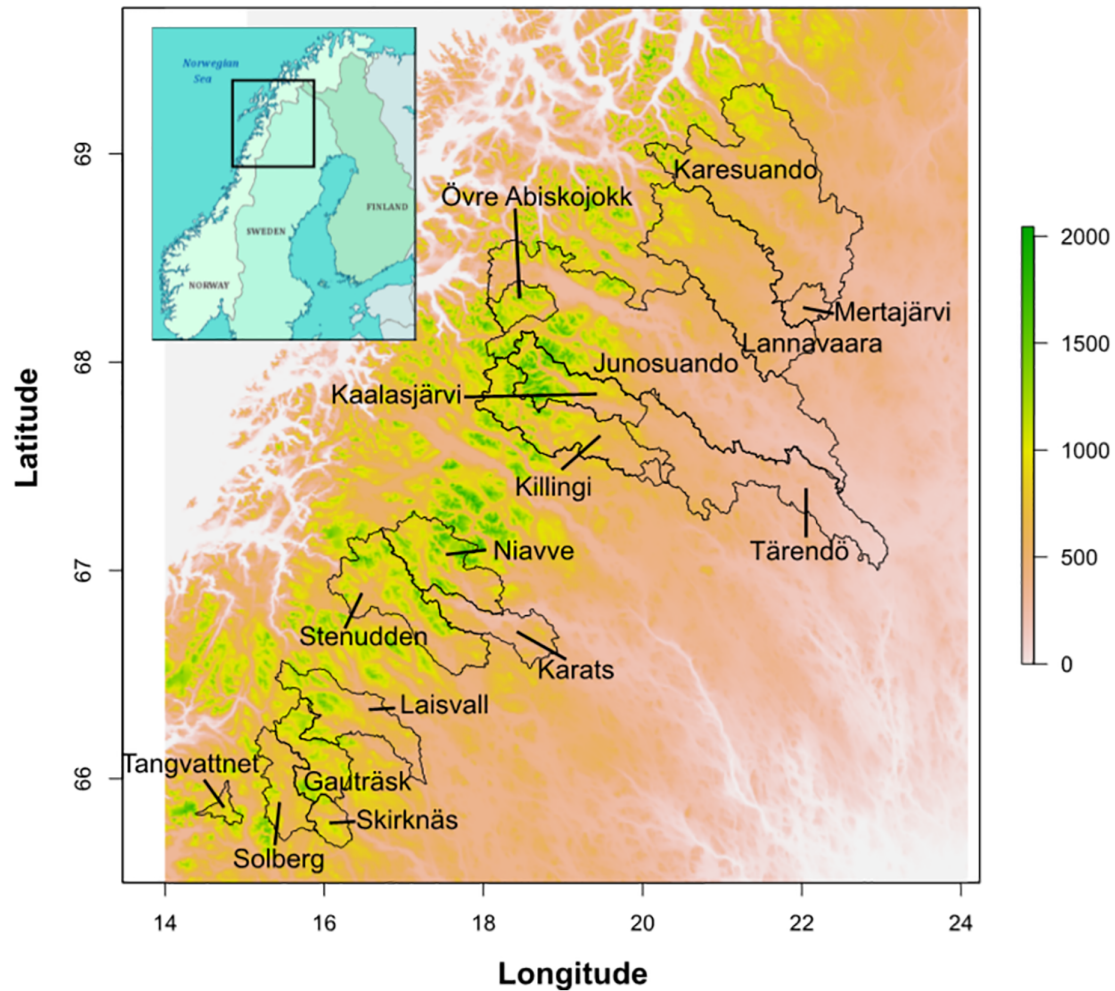 Norwegian
Sea
FINLAND
SWEDEN
NORWAY
Karesuando
Övre Abiskojokk
Mertajärvi
Lannavaara
Junosuando
Kaalasjärvi
Killingi
Tärendö
Niavve
Stenudden
Karats
Laisvall
Tangvattnet
Gauträsk
Skirknäs
Solberg
69
68
67
66
Latitude
14 16 18 20 22 24
Longitude
2000
1500
1000
500
0